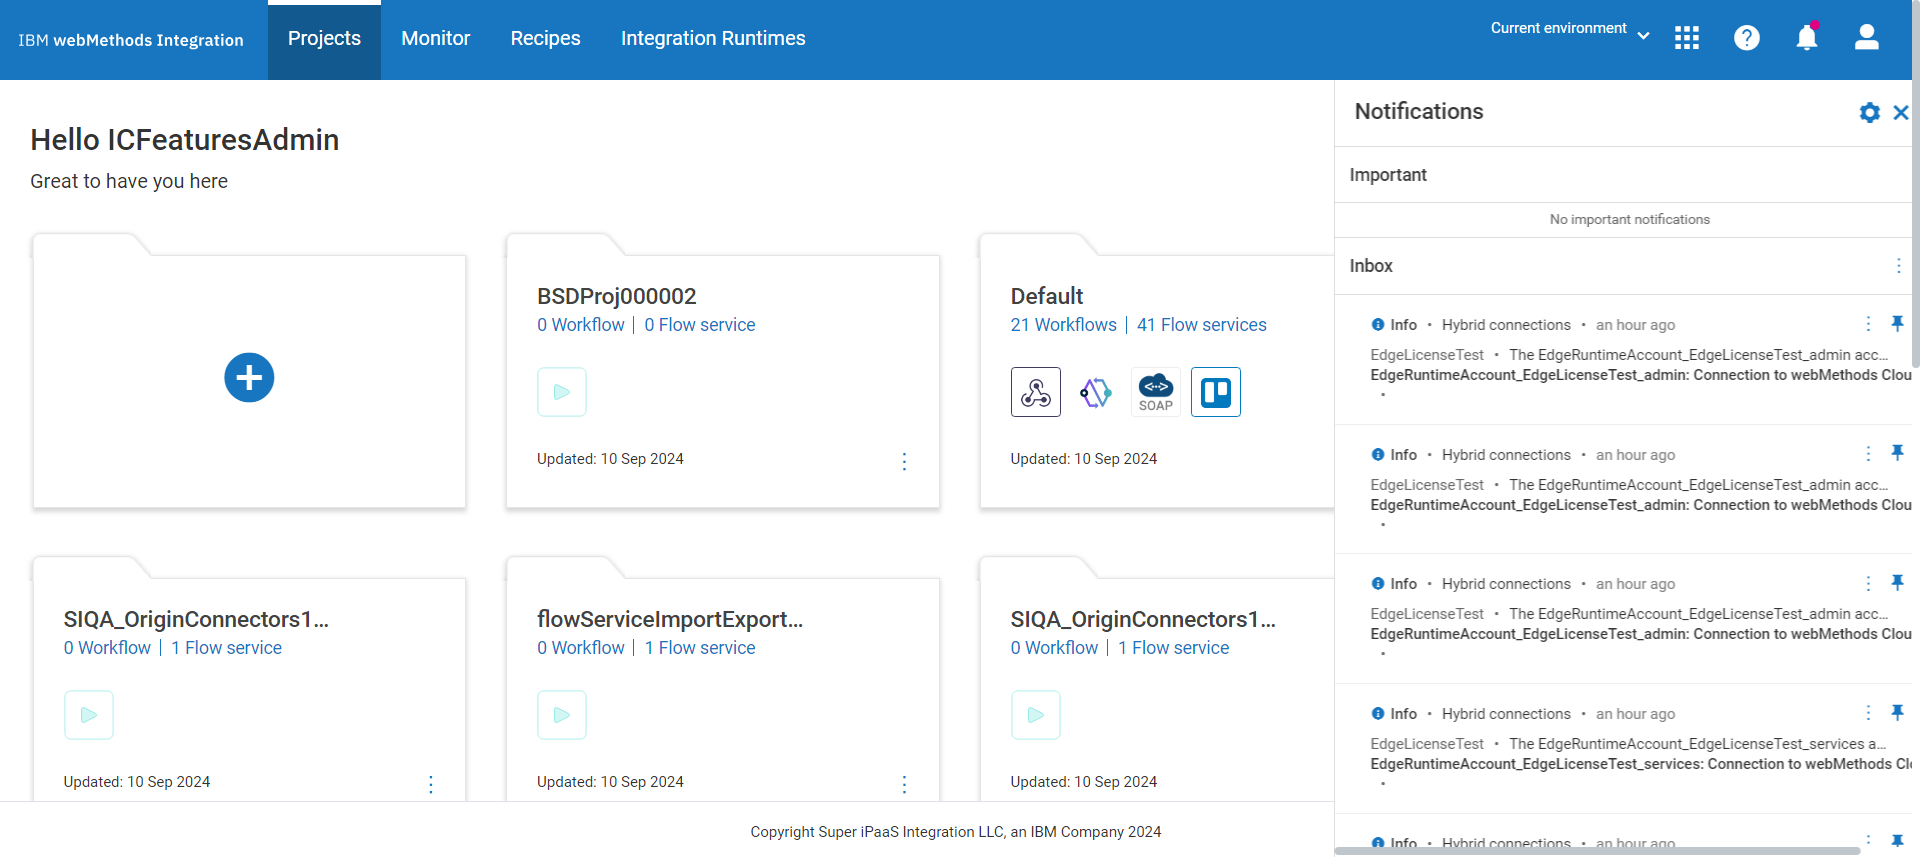 IBM webMethods Integration
Projects
Monitor
Recipes
Integration Runtimes
Current environment
Hello ICFeaturesAdmin
Great to have you here
BSDProj000002
0 Workflow | 0 Flow service
Updated: 10 Sep 2024
Default
21 Workflows | 41 Flow services
SOAP
Updated: 10 Sep 2024
SIQA_OriginConnectors1...
0 Workflow | 1 Flow service
Updated: 10 Sep 2024
flowServiceImportExport...
0 Workflow | 1 Flow service
Updated: 10 Sep 2024
SIQA_OriginConnectors1...
0 Workflow | 1 Flow service
Updated: 10 Sep 2024
Notifications
Important
No important notifications
Inbox
Info • Hybrid connections • an hour ago
EdgeLicenseTest • The EdgeRuntimeAccount_EdgeLicenseTest_admin acc...
EdgeRuntimeAccount_EdgeLicenseTest_admin: Connection to webMethods Clou
Info • Hybrid connections • an hour ago
EdgeLicenseTest • The EdgeRuntimeAccount_EdgeLicenseTest_admin acc...
EdgeRuntimeAccount_EdgeLicenseTest_admin: Connection to webMethods Clou
Info • Hybrid connections • an hour ago
EdgeLicenseTest • The EdgeRuntimeAccount_EdgeLicenseTest_admin acc...
EdgeRuntimeAccount_EdgeLicenseTest_admin: Connection to webMethods Clou
Info • Hybrid connections • an hour ago
EdgeLicenseTest • The EdgeRuntimeAccount_EdgeLicenseTest_services a...
EdgeRuntimeAccount_EdgeLicenseTest_services: Connection to webMethods Cl
Info • Hybrid connections • an hour ago
Copyright Super iPaaS Integration LLC, an IBM Company 2024